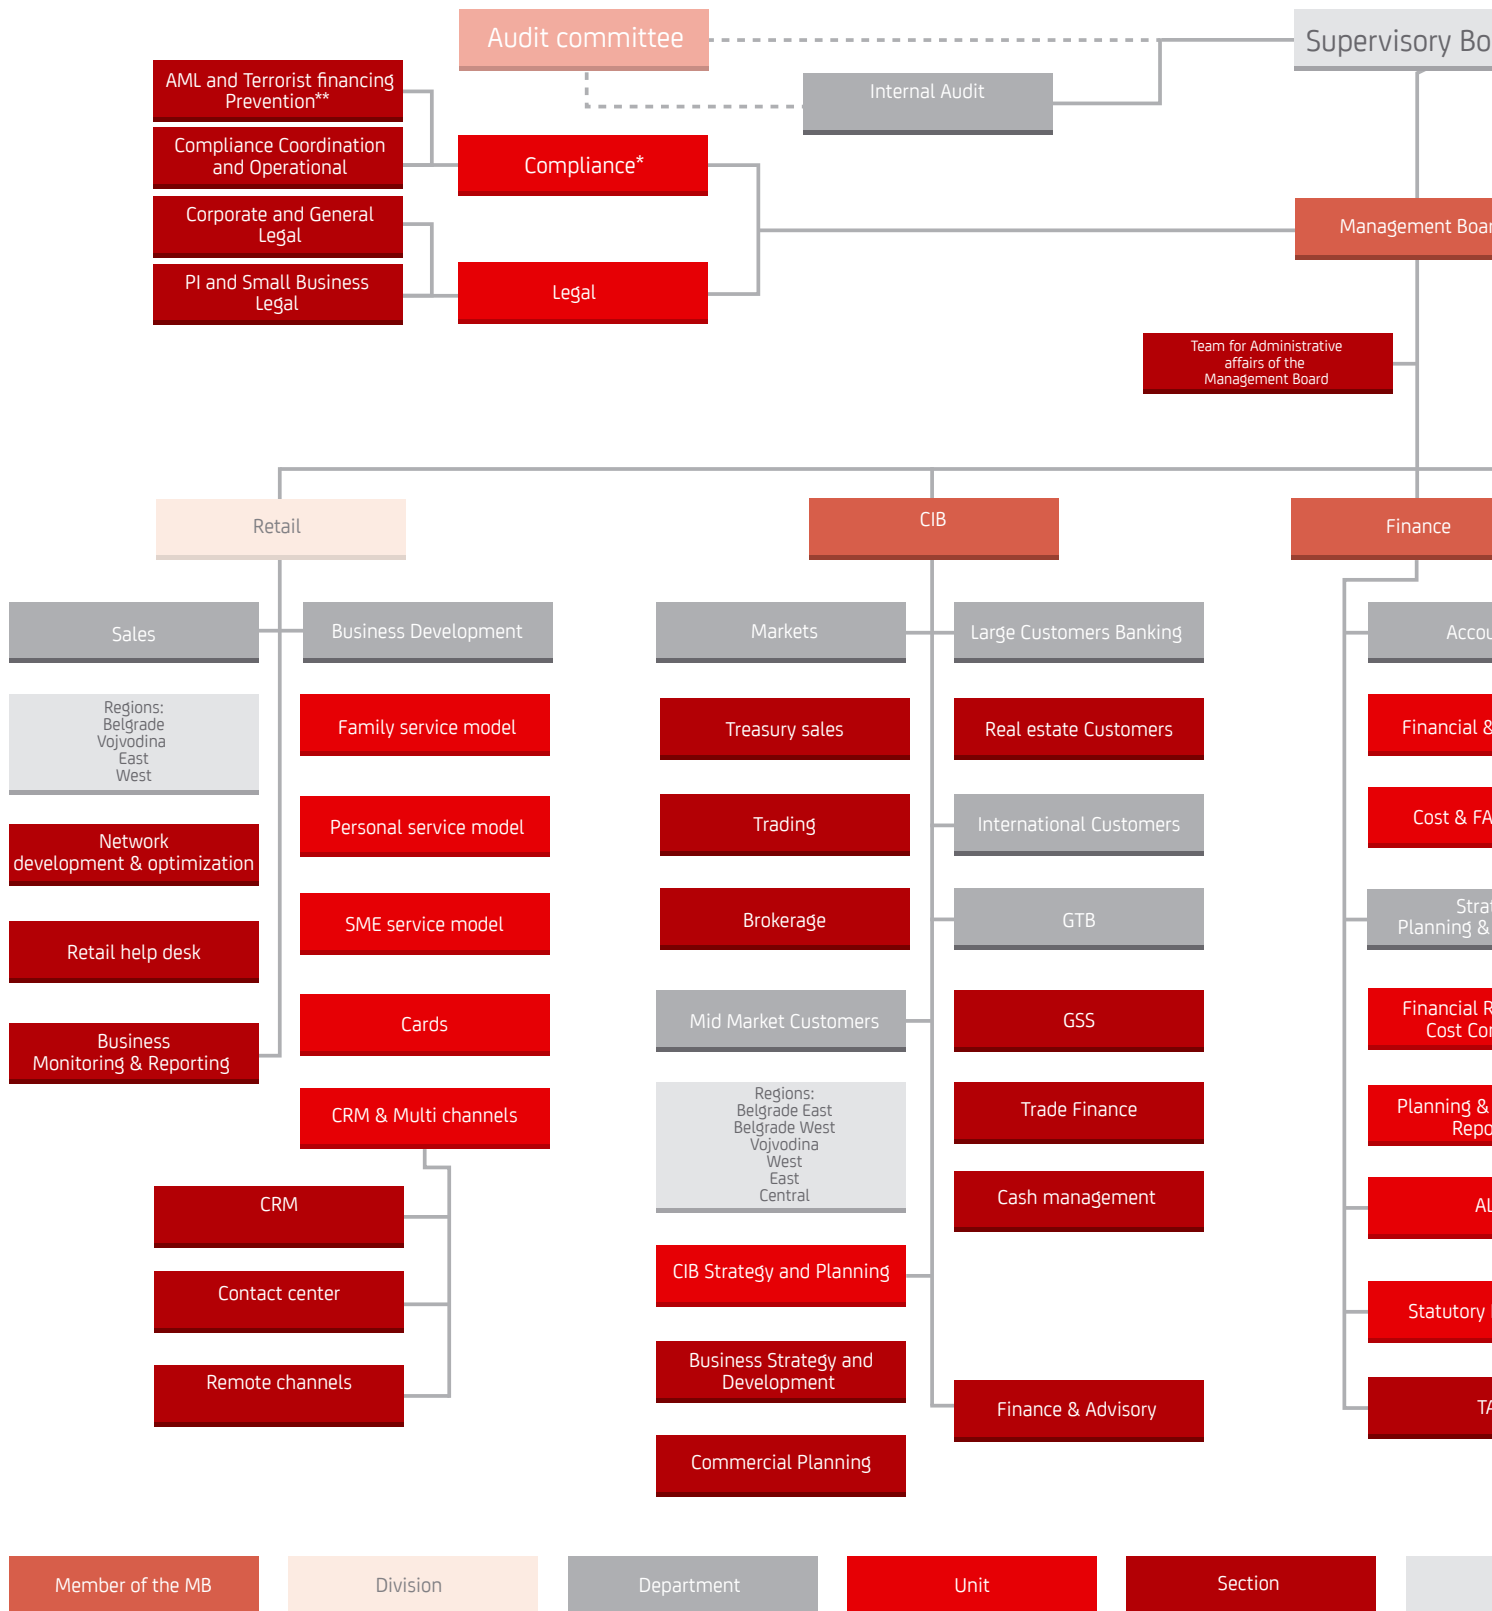 Audit committee
Supervisory Bo
AML and Terrorist financing
Prevention**
Internal Audit
Compliance Coordination
and Operational
Compliance*
Corporate and General
Legal
Management Boar
PI and Small Business
Legal
Legal
Team for Administrative
affairs of the
Management Board
Retail
CIB
Finance
Sales
Business Development
Markets
Large Customers Banking
Accou
Regions:
Belgrade
Vojvodina
East
West
Family service model
Treasury sales
Real estate Customers
Financial &
Network
development & optimization
Personal service model
Trading
International Customers
Cost & FA
Retail help desk
SME service model
Brokerage
GTB
Strat
Planning &
Business
Monitoring & Reporting
Cards
Mid Market Customers
GSS
Financial R
Cost Con
CRM & Multi channels
Regions:
Belgrade East
Belgrade West
Vojvodina
West
East
Central
Trade Finance
Planning &
Repo
CRM
Cash management
AL
Contact center
CIB Strategy and Planning
Statutory
Remote channels
Business Strategy and
Development
Finance & Advisory
TA
Commercial Planning
Member of the MB
Division
Department
Unit
Section